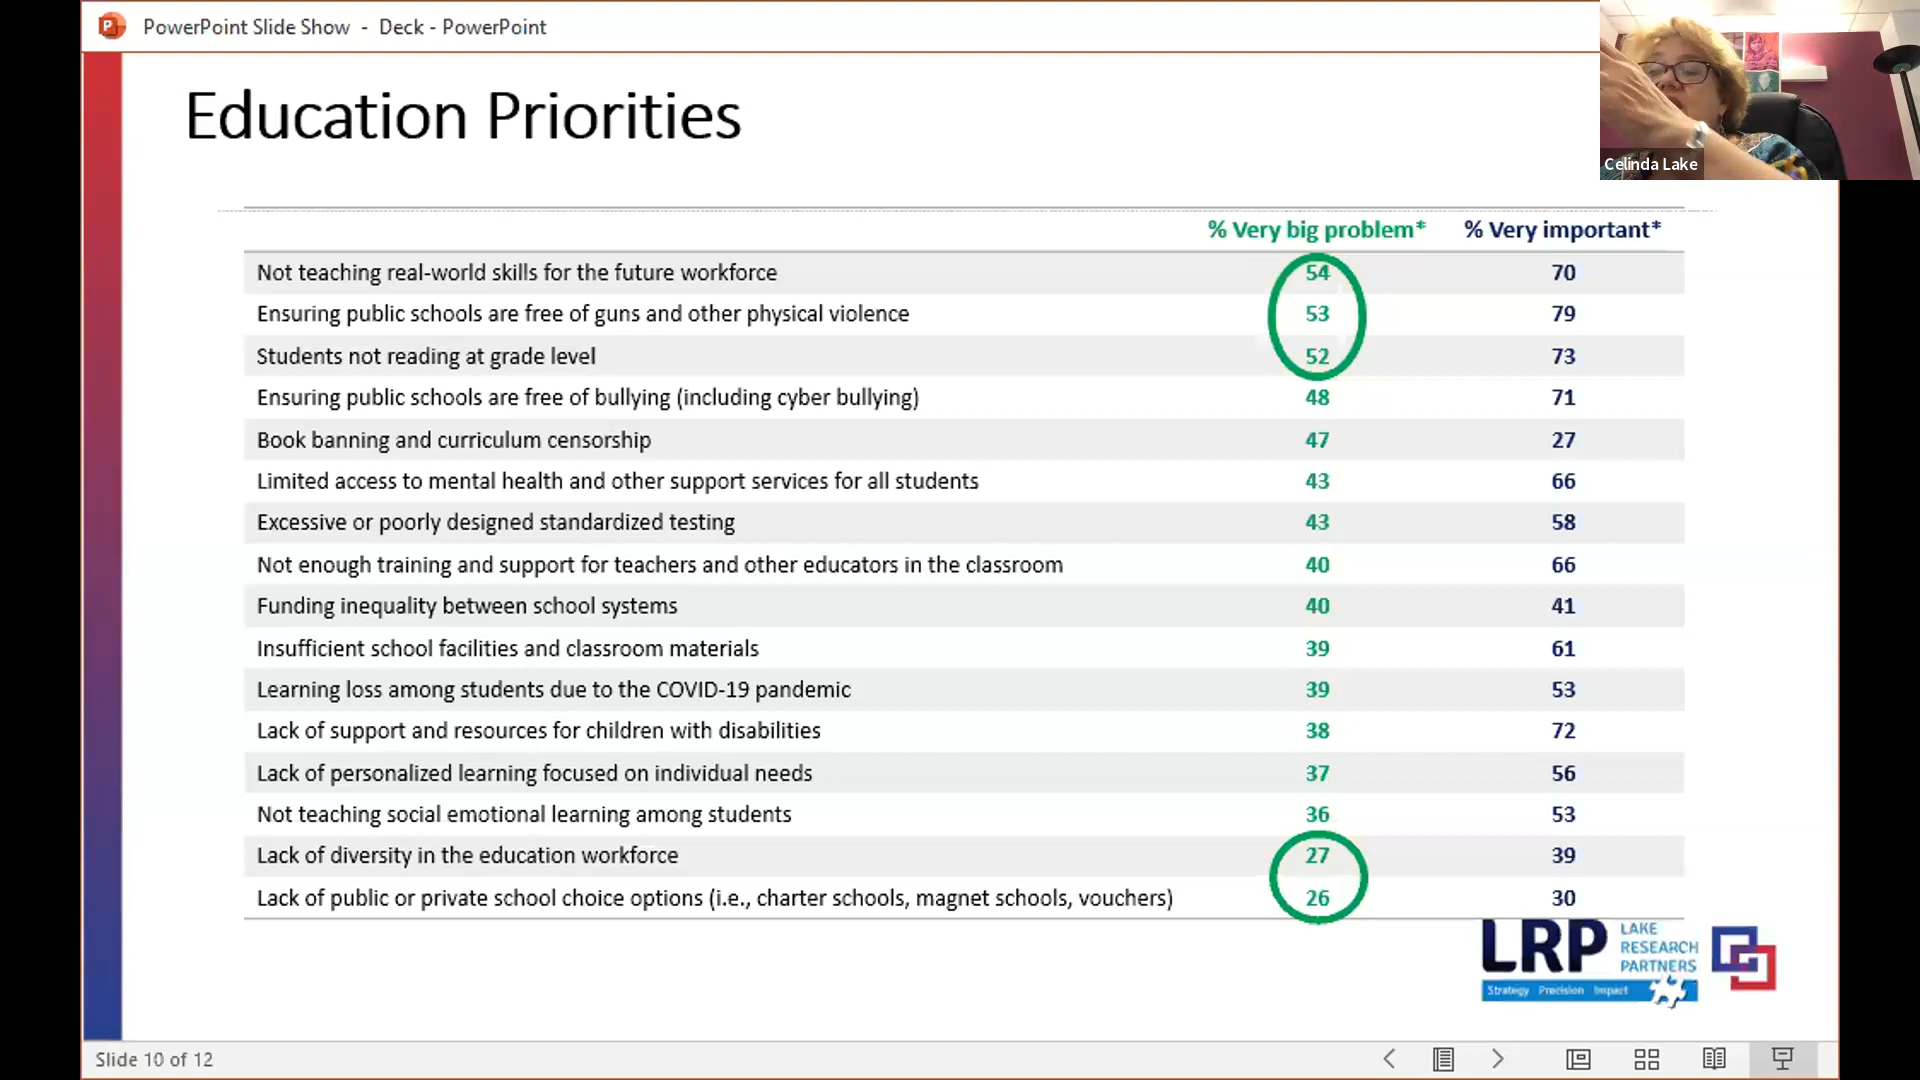 PowerPoint Slide Show - Deck - PowerPoint
Celinda Lake
Education Priorities
% Very big problem* % Very important*
Not teaching real-world skills for the future workforce 54 70
Ensuring public schools are free of guns and other physical violence 53 79
Students not reading at grade level 52 73
Ensuring public schools are free of bullying (including cyber bullying) 48 71
Book banning and curriculum censorship 47 27
Limited access to mental health and other support services for all students 43 66
Excessive or poorly designed standardized testing 43 58
Not enough training and support for teachers and other educators in the classroom 40 66
Funding inequality between school systems 40 41
Insufficient school facilities and classroom materials 39 61
Learning loss among students due to the COVID-19 pandemic 39 53
Lack of support and resources for children with disabilities 38 72
Lack of personalized learning focused on individual needs 37 56
Not teaching social emotional learning among students 36 53
Lack of diversity in the education workforce 27 39
Lack of public or private school choice options (i.e., charter schools, magnet schools, vouchers) 26 30
LRP
LAKE
RESEARCH
PARTNERS
Strategy Precision Impact
Slide 10 of 12